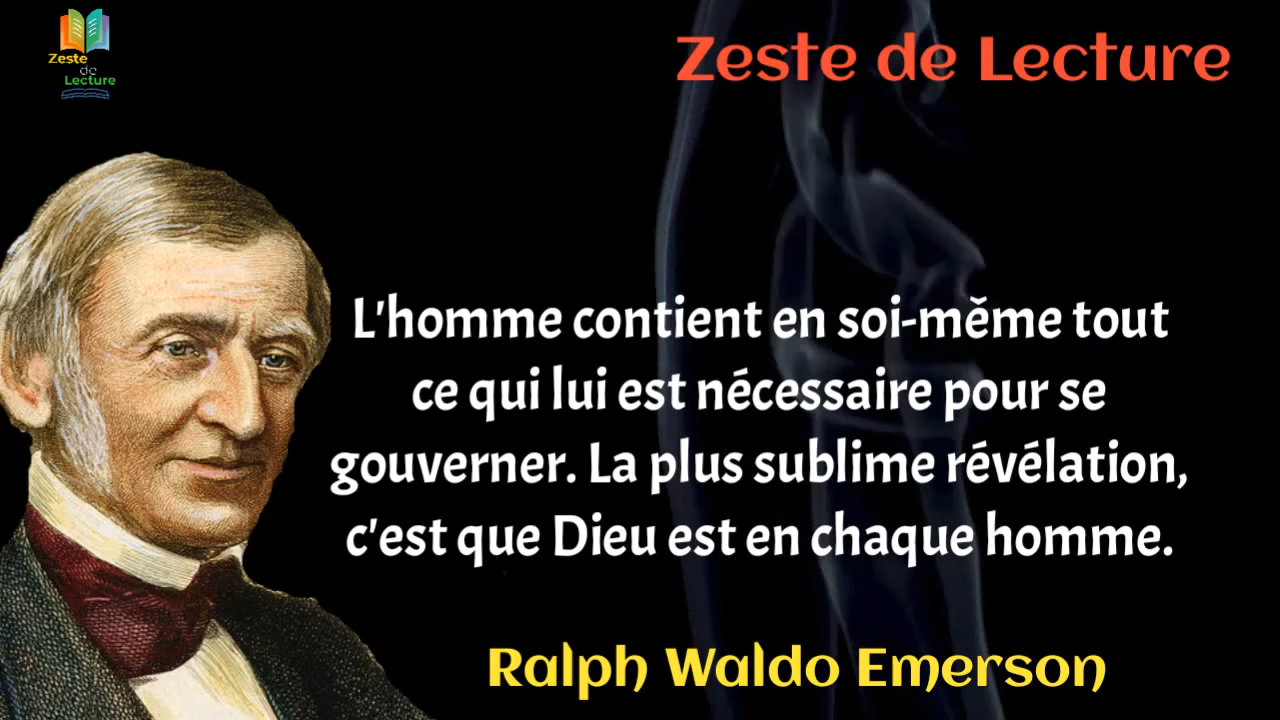 Zeste
de
Lecture
Zeste de Lecture
L'homme contient en soi-mĕme tout
ce qui lui est nécessaire pour se
gouverner. La plus sublime révélation,
c'est que Dieu est en chaque homme.
Ralph Waldo Emerson